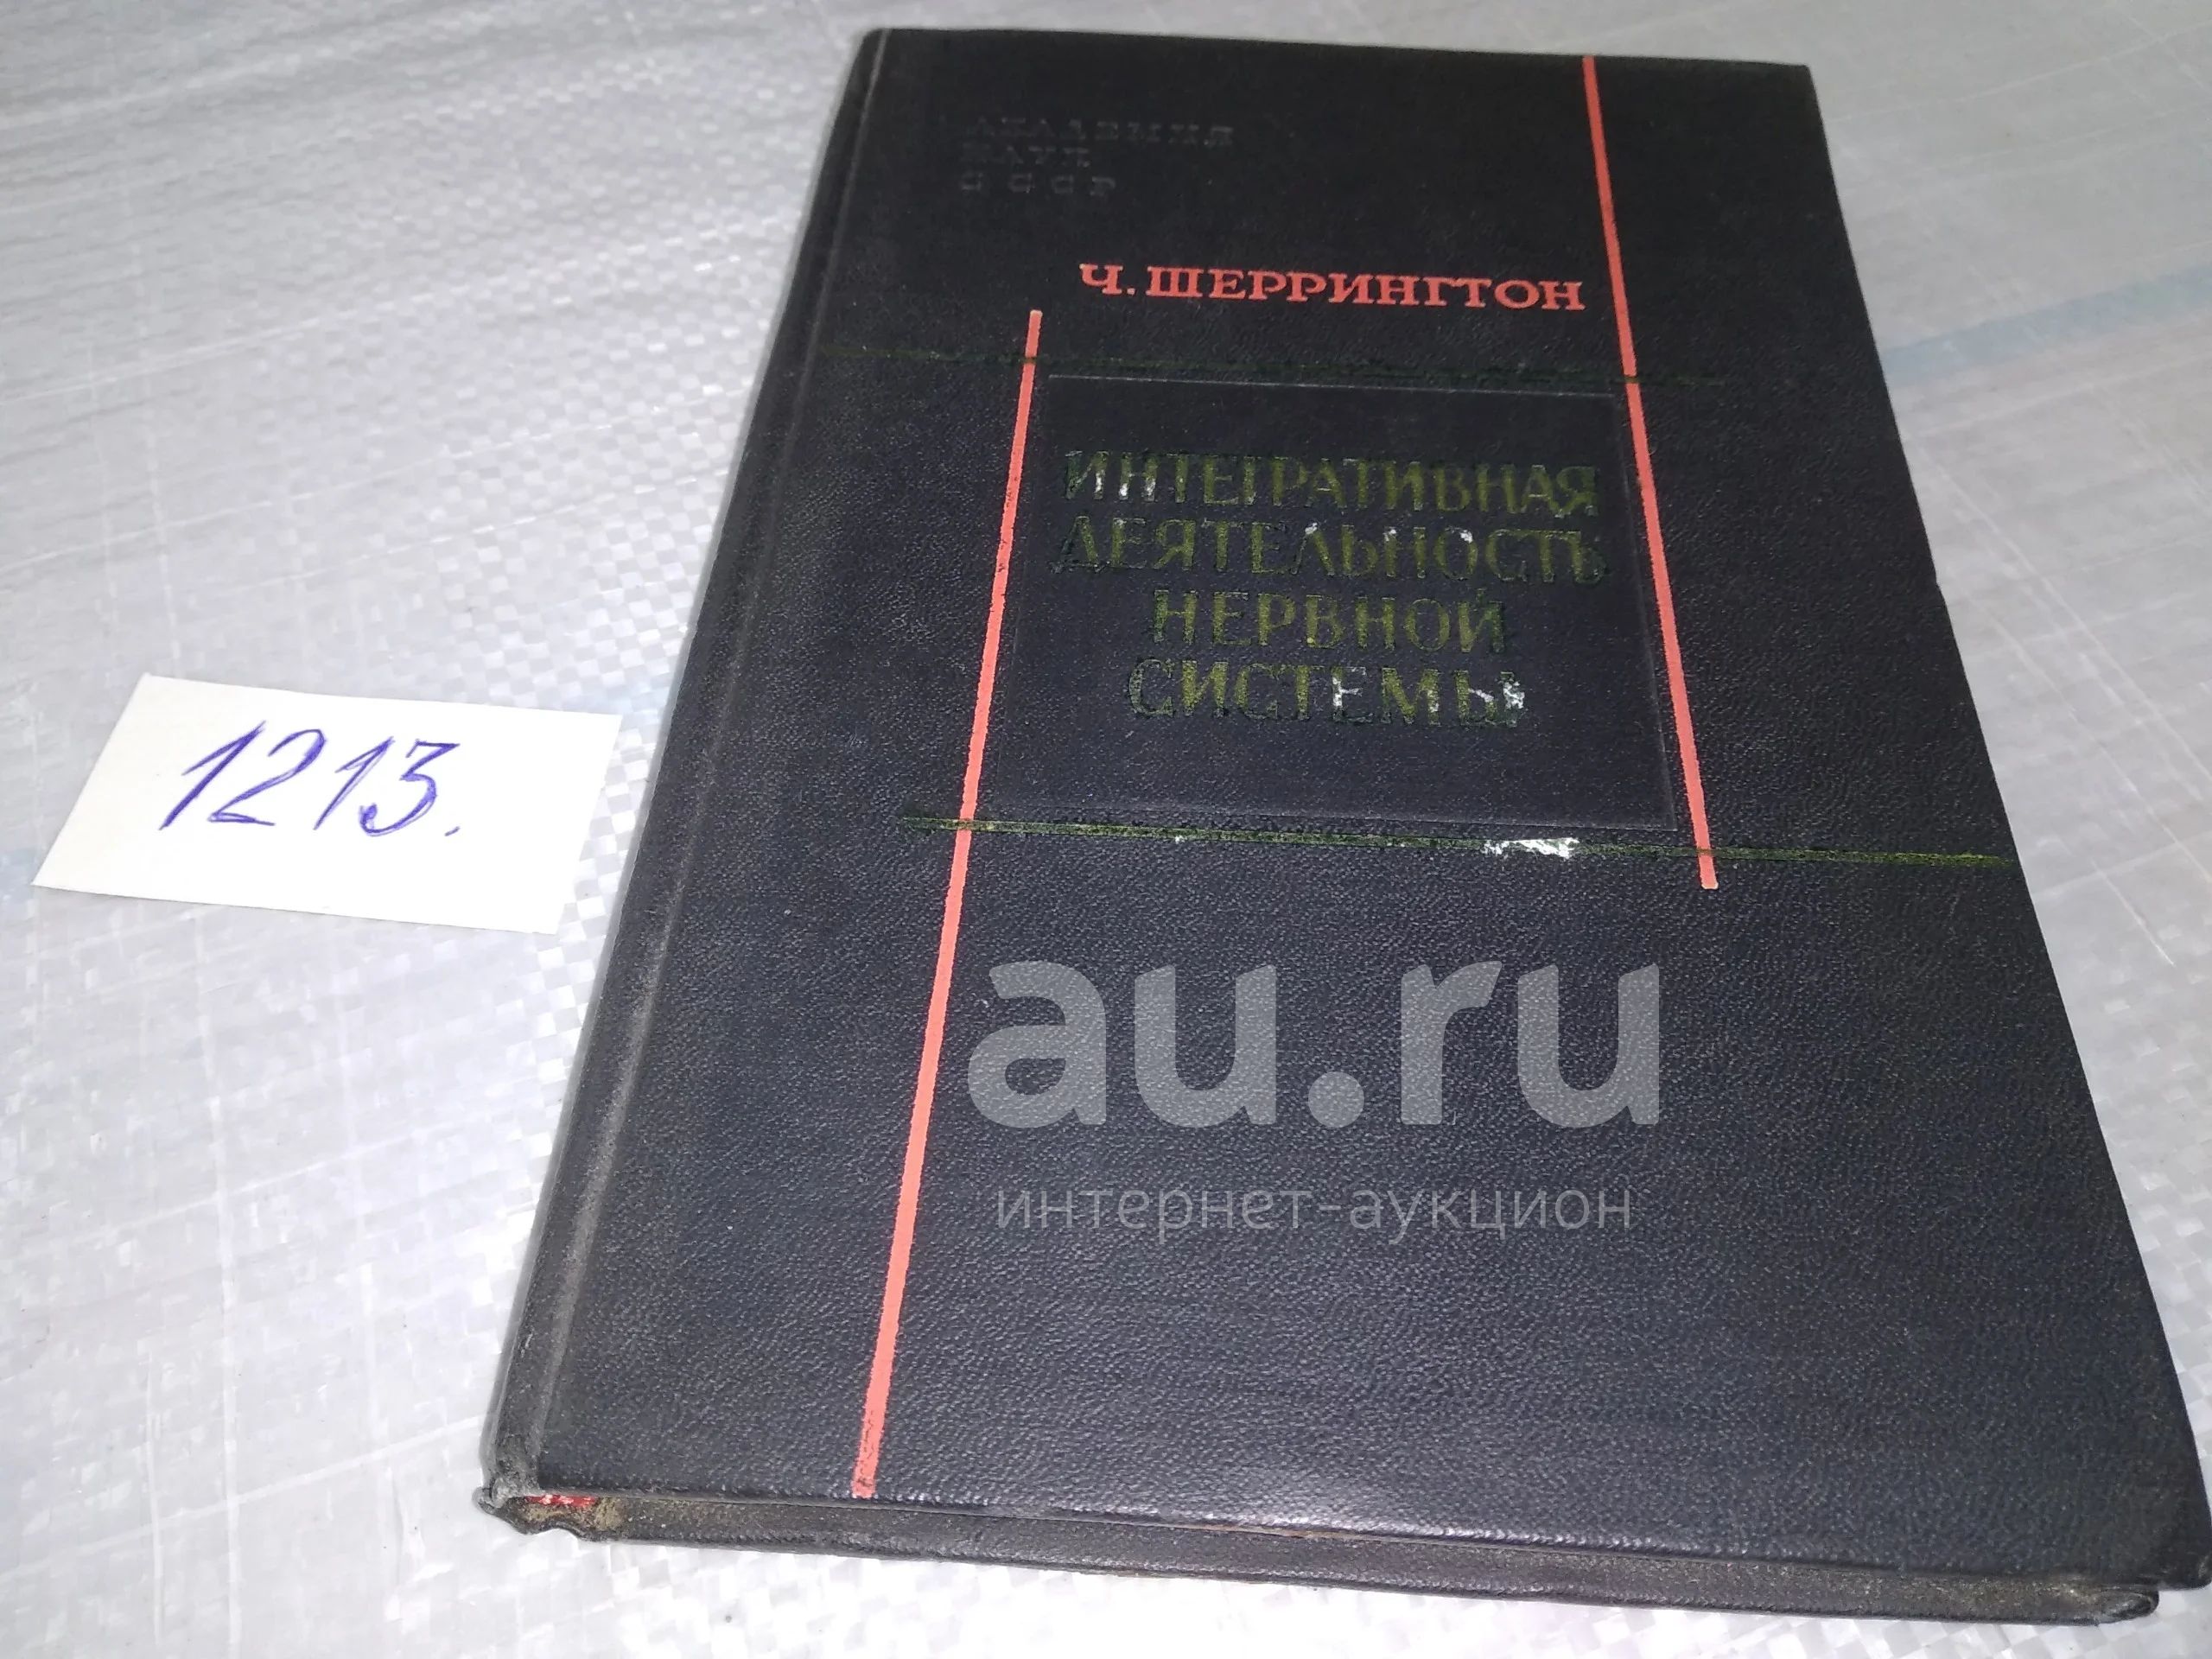 АКАДЕМИЯ
НАУК
СССР
Ч. ШЕРРИНГТОН
ИНТЕГРАТИВНАЯ
ДЕЯТЕЛЬНОСТЬ
НЕРВНОЙ
СИСТЕМЫ
1213.
au.ru
интернет-аукцион